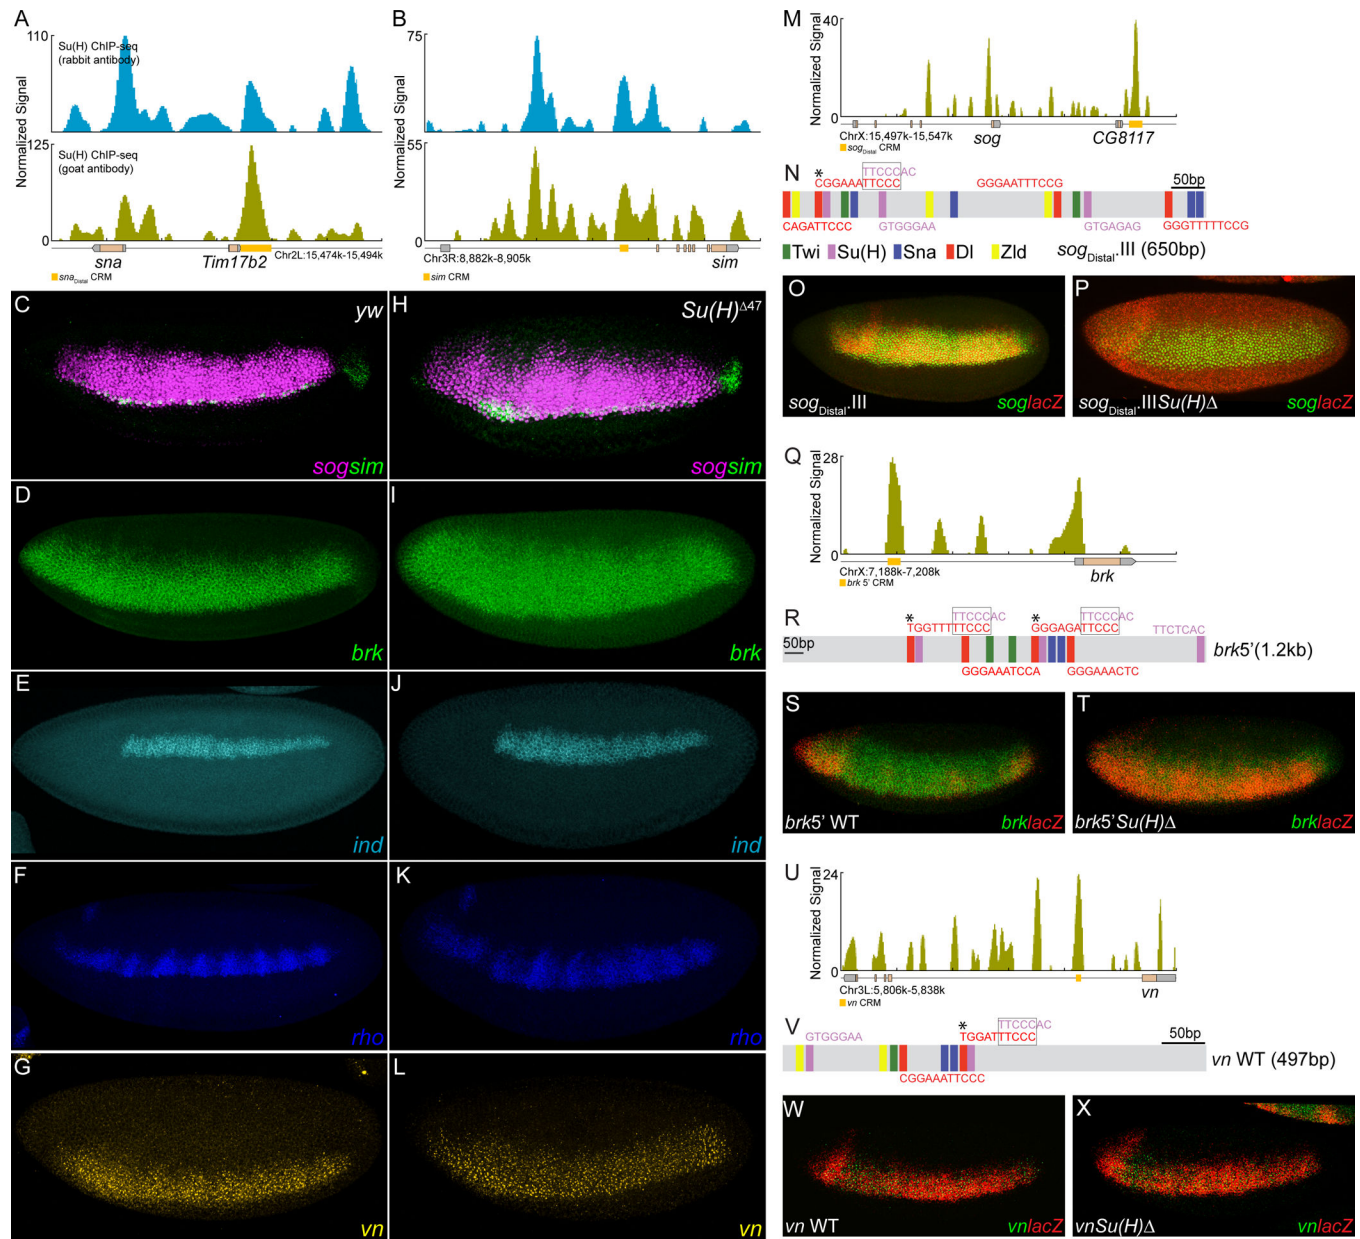 A
110
Su(H) ChIP-seq
(rabbit antibody)
0
Normalized Signal
125
Su(H) ChIP-seq
(goat antibody)
0
sna
Tim17b2
Chr2L:15,474k-15,494k
snaDistal CRM
B
75
0
Normalized Signal
55
0
Chr3R:8,882k-8,905k
sim
sim CRM
C
yw
sogsim
H
Su(H)Δ47
sogsim
D
brk
I
brk
E
ind
J
ind
F
rho
K
rho
G
vn
L
vn
M
40
Normalized Signal
0
ChrX:15,497k-15,547k
sog
CG8117
sogDistal CRM
N
*
TTCCCAC
CGGAAATTCCC
GGGAATTTCCG
50bp
CAGATTCCC
GTGGGAA
GTGAGAG
GGGTTTTTCCG
Twi
Su(H)
Sna
Dl
Zld
sogDistal.III (650bp)
O
sogDistal.III
soglacZ
P
sogDistal.IIISu(H)Δ
soglacZ
Q
28
Normalized Signal
0
ChrX:7,188k-7,208k
brk
brk 5' CRM
R
50bp
*
TTCCCAC
TGGTTTTTCCC
*
TTCCCAC
GGGAGATTCCC
TTCTCAC
brk5'(1.2kb)
GGGAAATCCA
GGGAAACTC
S
brk5' WT
brklacZ
T
brk5'Su(H)Δ
brklacZ
U
24
Normalized Signal
0
Chr3L:5,806k-5,838k
vn
vn CRM
V
GTGGGAA
*
TTCCCAC
TGGATTTCCC
50bp
vn WT (497bp)
CGGAAATTCCC
W
vn WT
vnlacZ
X
vnSu(H)Δ
vnlacZ